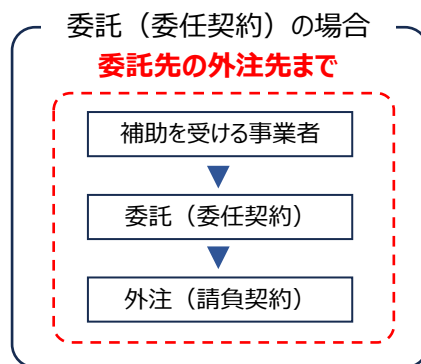 委託（委任契約）の場合
委託先の外注先まで
補助を受ける事業者
委託（委任契約）
外注（請負契約）